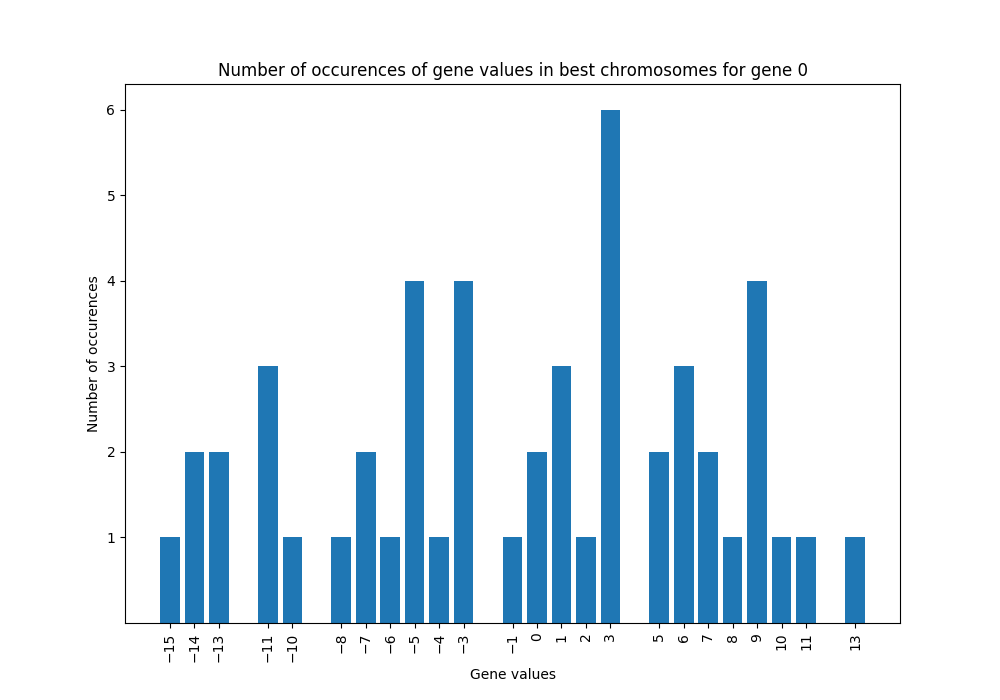 Number of occurences of gene values in best chromosomes for gene 0
6
5
4
3
2
1
Number of occurences
−15 −14 −13 −11 −10 −8 −7 −6 −5 −4 −3 −1 0 1 2 3 5 6 7 8 9 10 11 13
Gene values